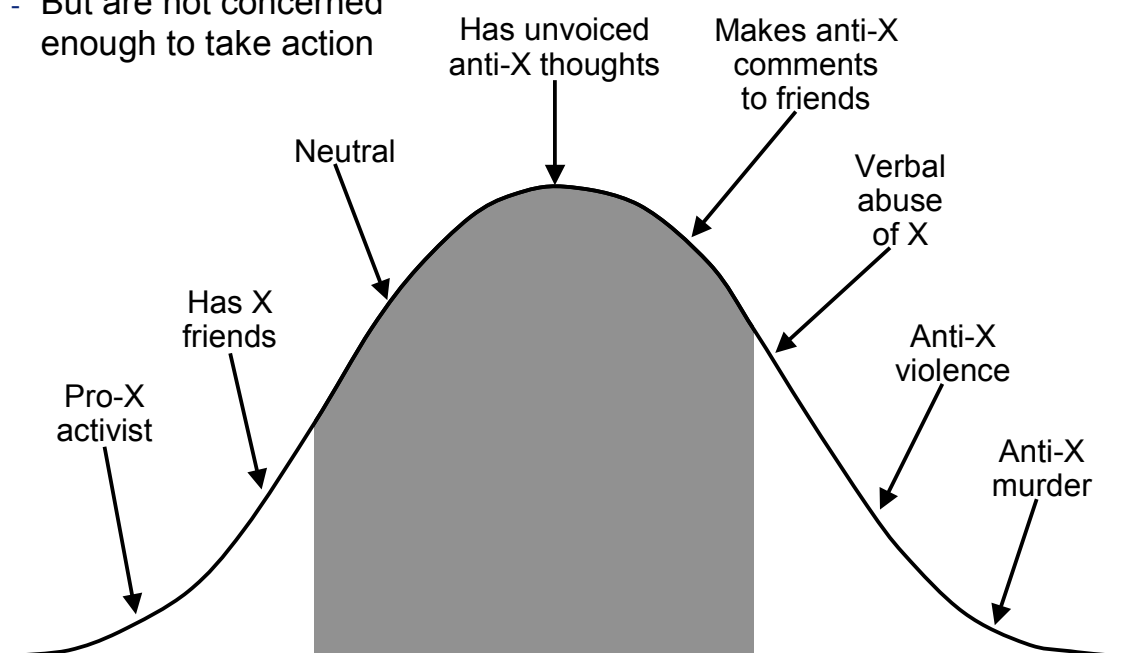 - But are not concerned
enough to take action
Has unvoiced
anti-X thoughts
Makes anti-X
comments
to friends
Neutral
Verbal
abuse
of X
Has X
friends
Anti-X
violence
Pro-X
activist
Anti-X
murder